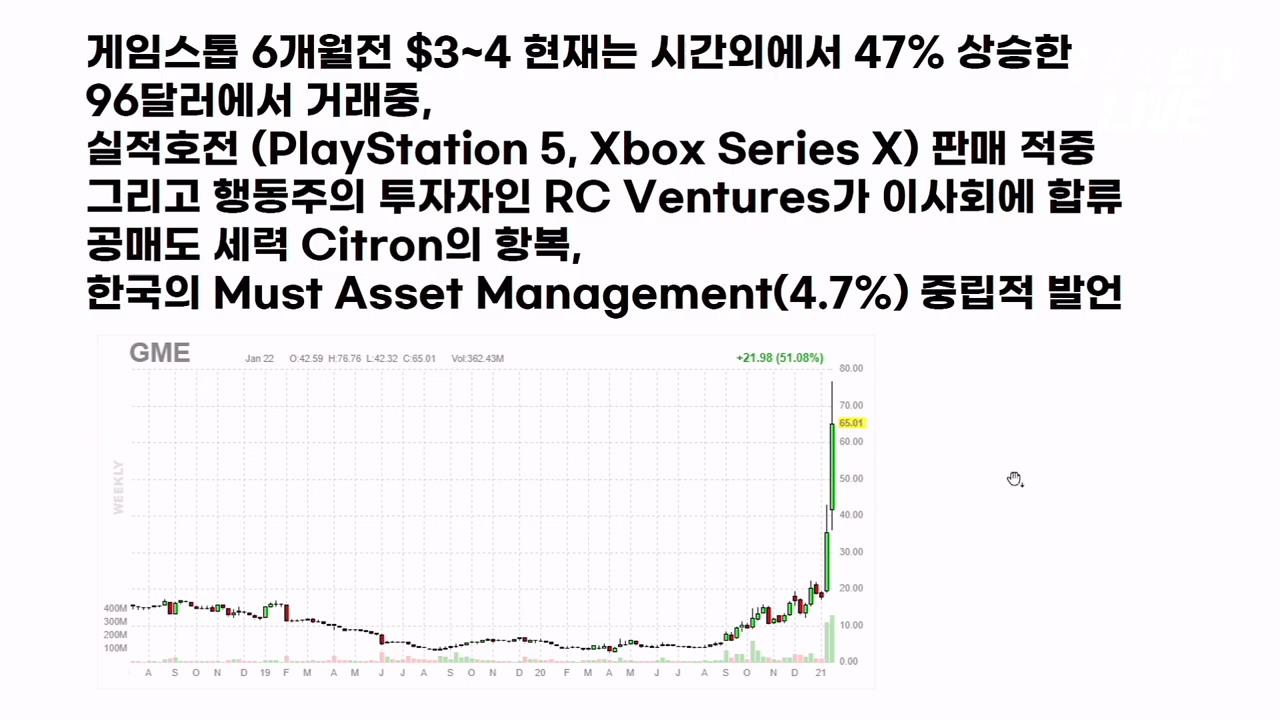 게임스톱 6개월전 $3~4 현재는 시간외에서 47% 상승한
96달러에서 거래중,
실적호전 (PlayStation 5, Xbox Series X) 판매 적중
그리고 행동주의 투자자인 RC Ventures가 이사회에 합류
공매도 세력 Citron의 항복,
한국의 Must Asset Management(4.7%) 중립적 발언
LIVE
GME Jan 22 O:42.59 H:76.76 L:42.32 C:65.01 Vol:362.43M +21.98 (51.08%)
80.00
70.00
65.01
60.00
WEEKLY
50.00
40.00
30.00
20.00
400M
300M
10.00
200M
100M
0.00
A S O N D 19 F M A M J J A S O N D 20 F M A M J J A S O N D 21